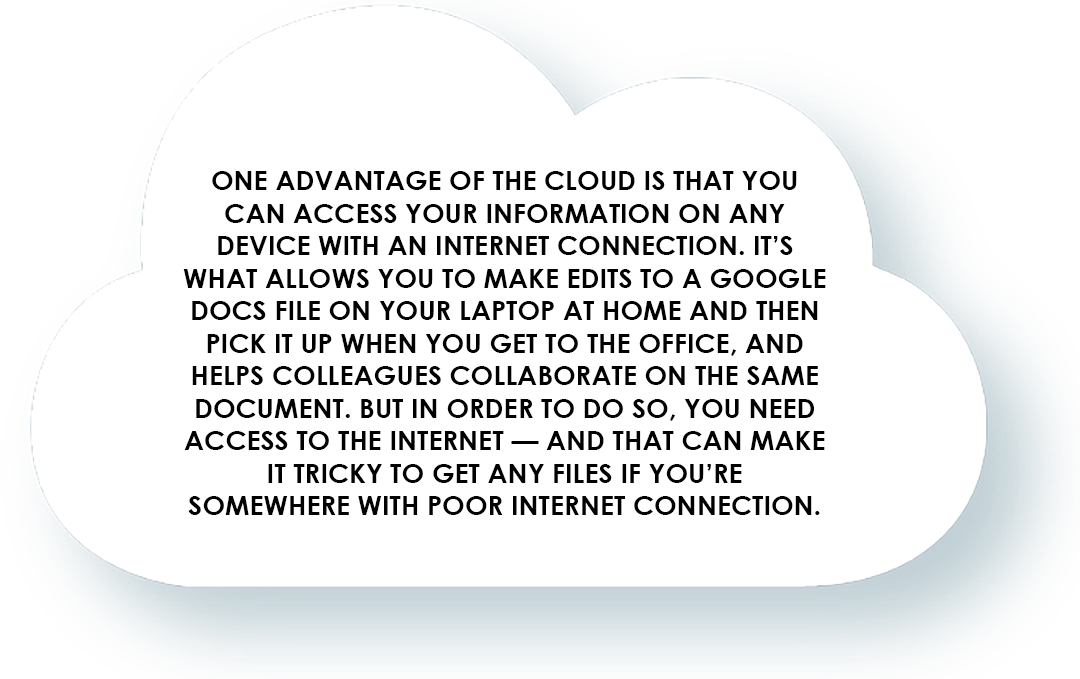 ONE ADVANTAGE OF THE CLOUD IS THAT YOU
CAN ACCESS YOUR INFORMATION ON ANY
DEVICE WITH AN INTERNET CONNECTION. IT’S
WHAT ALLOWS YOU TO MAKE EDITS TO A GOOGLE
DOCS FILE ON YOUR LAPTOP AT HOME AND THEN
PICK IT UP WHEN YOU GET TO THE OFFICE, AND
HELPS COLLEAGUES COLLABORATE ON THE SAME
DOCUMENT. BUT IN ORDER TO DO SO, YOU NEED
ACCESS TO THE INTERNET — AND THAT CAN MAKE
IT TRICKY TO GET ANY FILES IF YOU’RE
SOMEWHERE WITH POOR INTERNET CONNECTION.